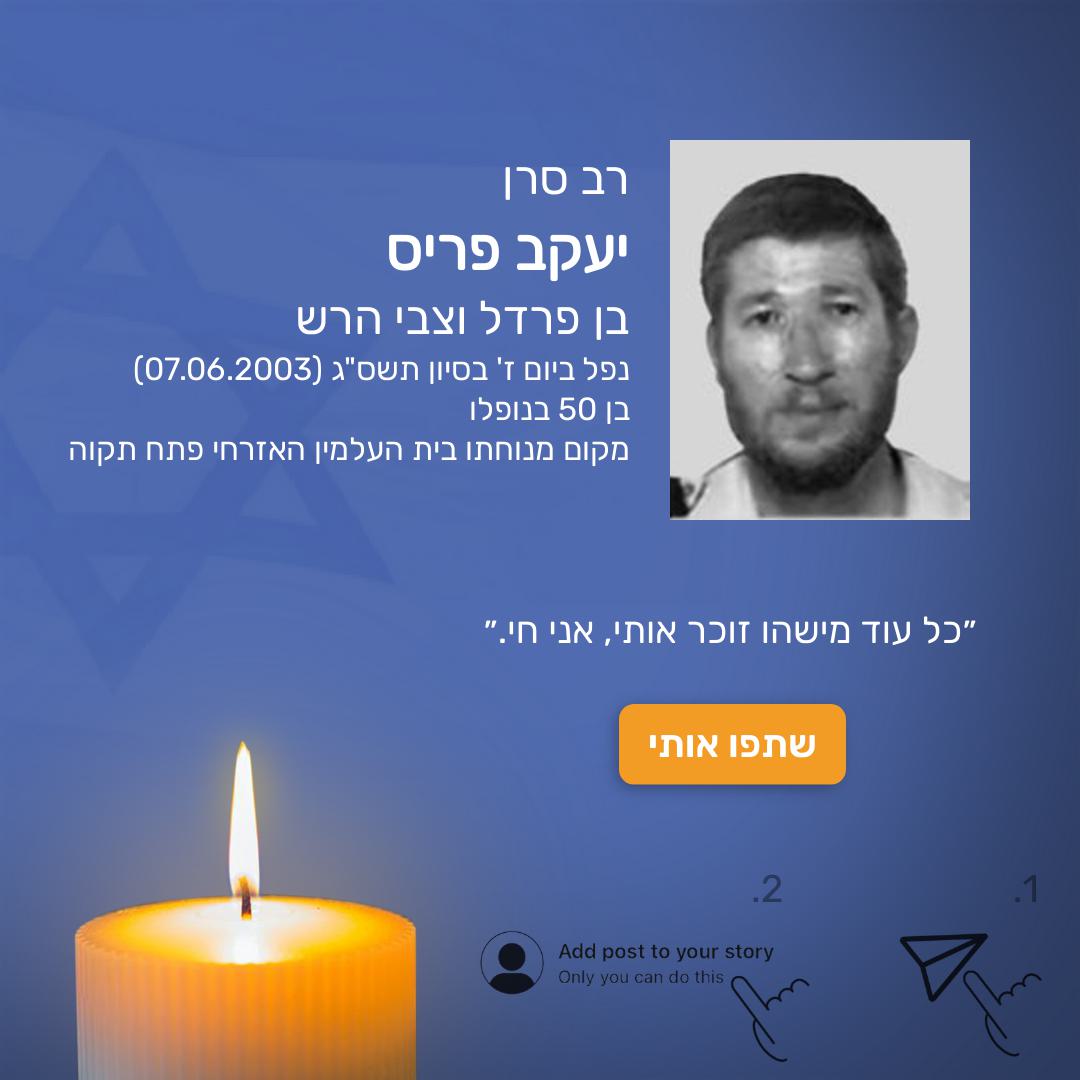 רב סרן
יעקב פריס
בן פרדל וצבי הרש
נפל ביום ז' בסיון תשס"ג (07.06.2003)
בן 50 בנופלו
מקום מנוחתו בית העלמין האזרחי פתח תקוה
״כל עוד מישהו זוכר אותי, אני חי.״
שתפו אותי
1.
2.
Add post to your story
Only you can do this